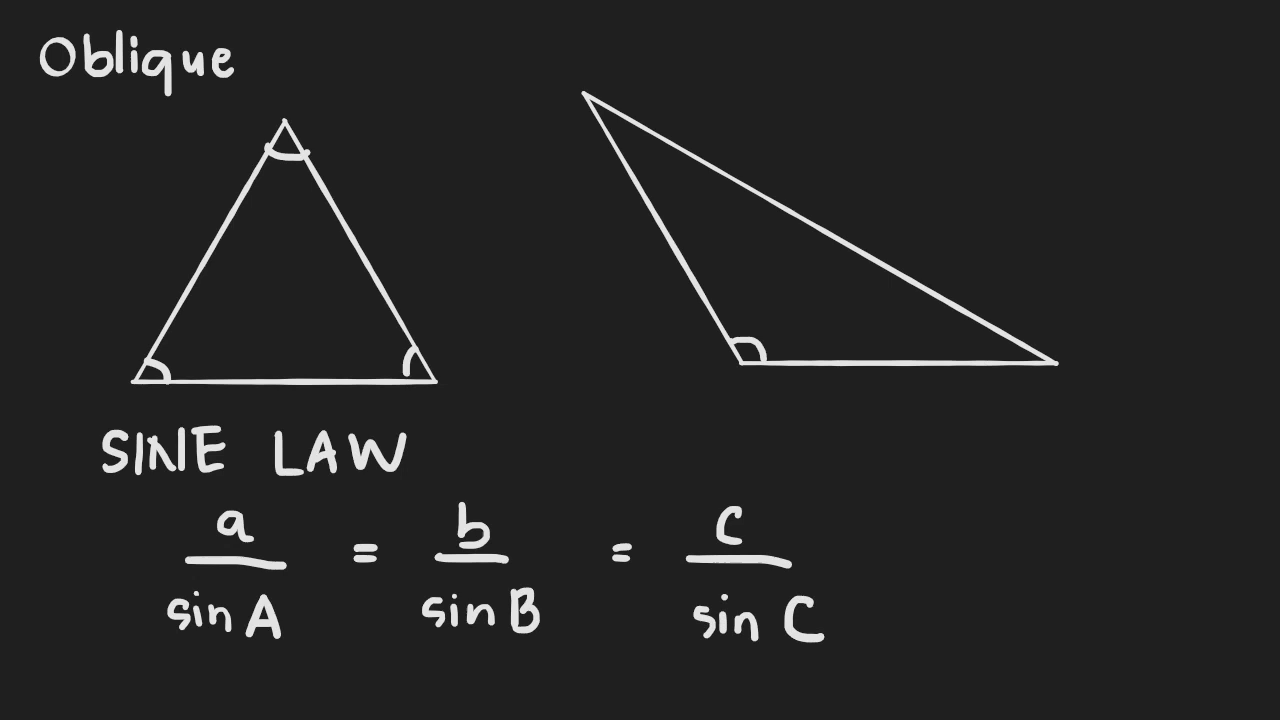 Oblique
SINE LAW
a = b = c
sin A sin B sin C